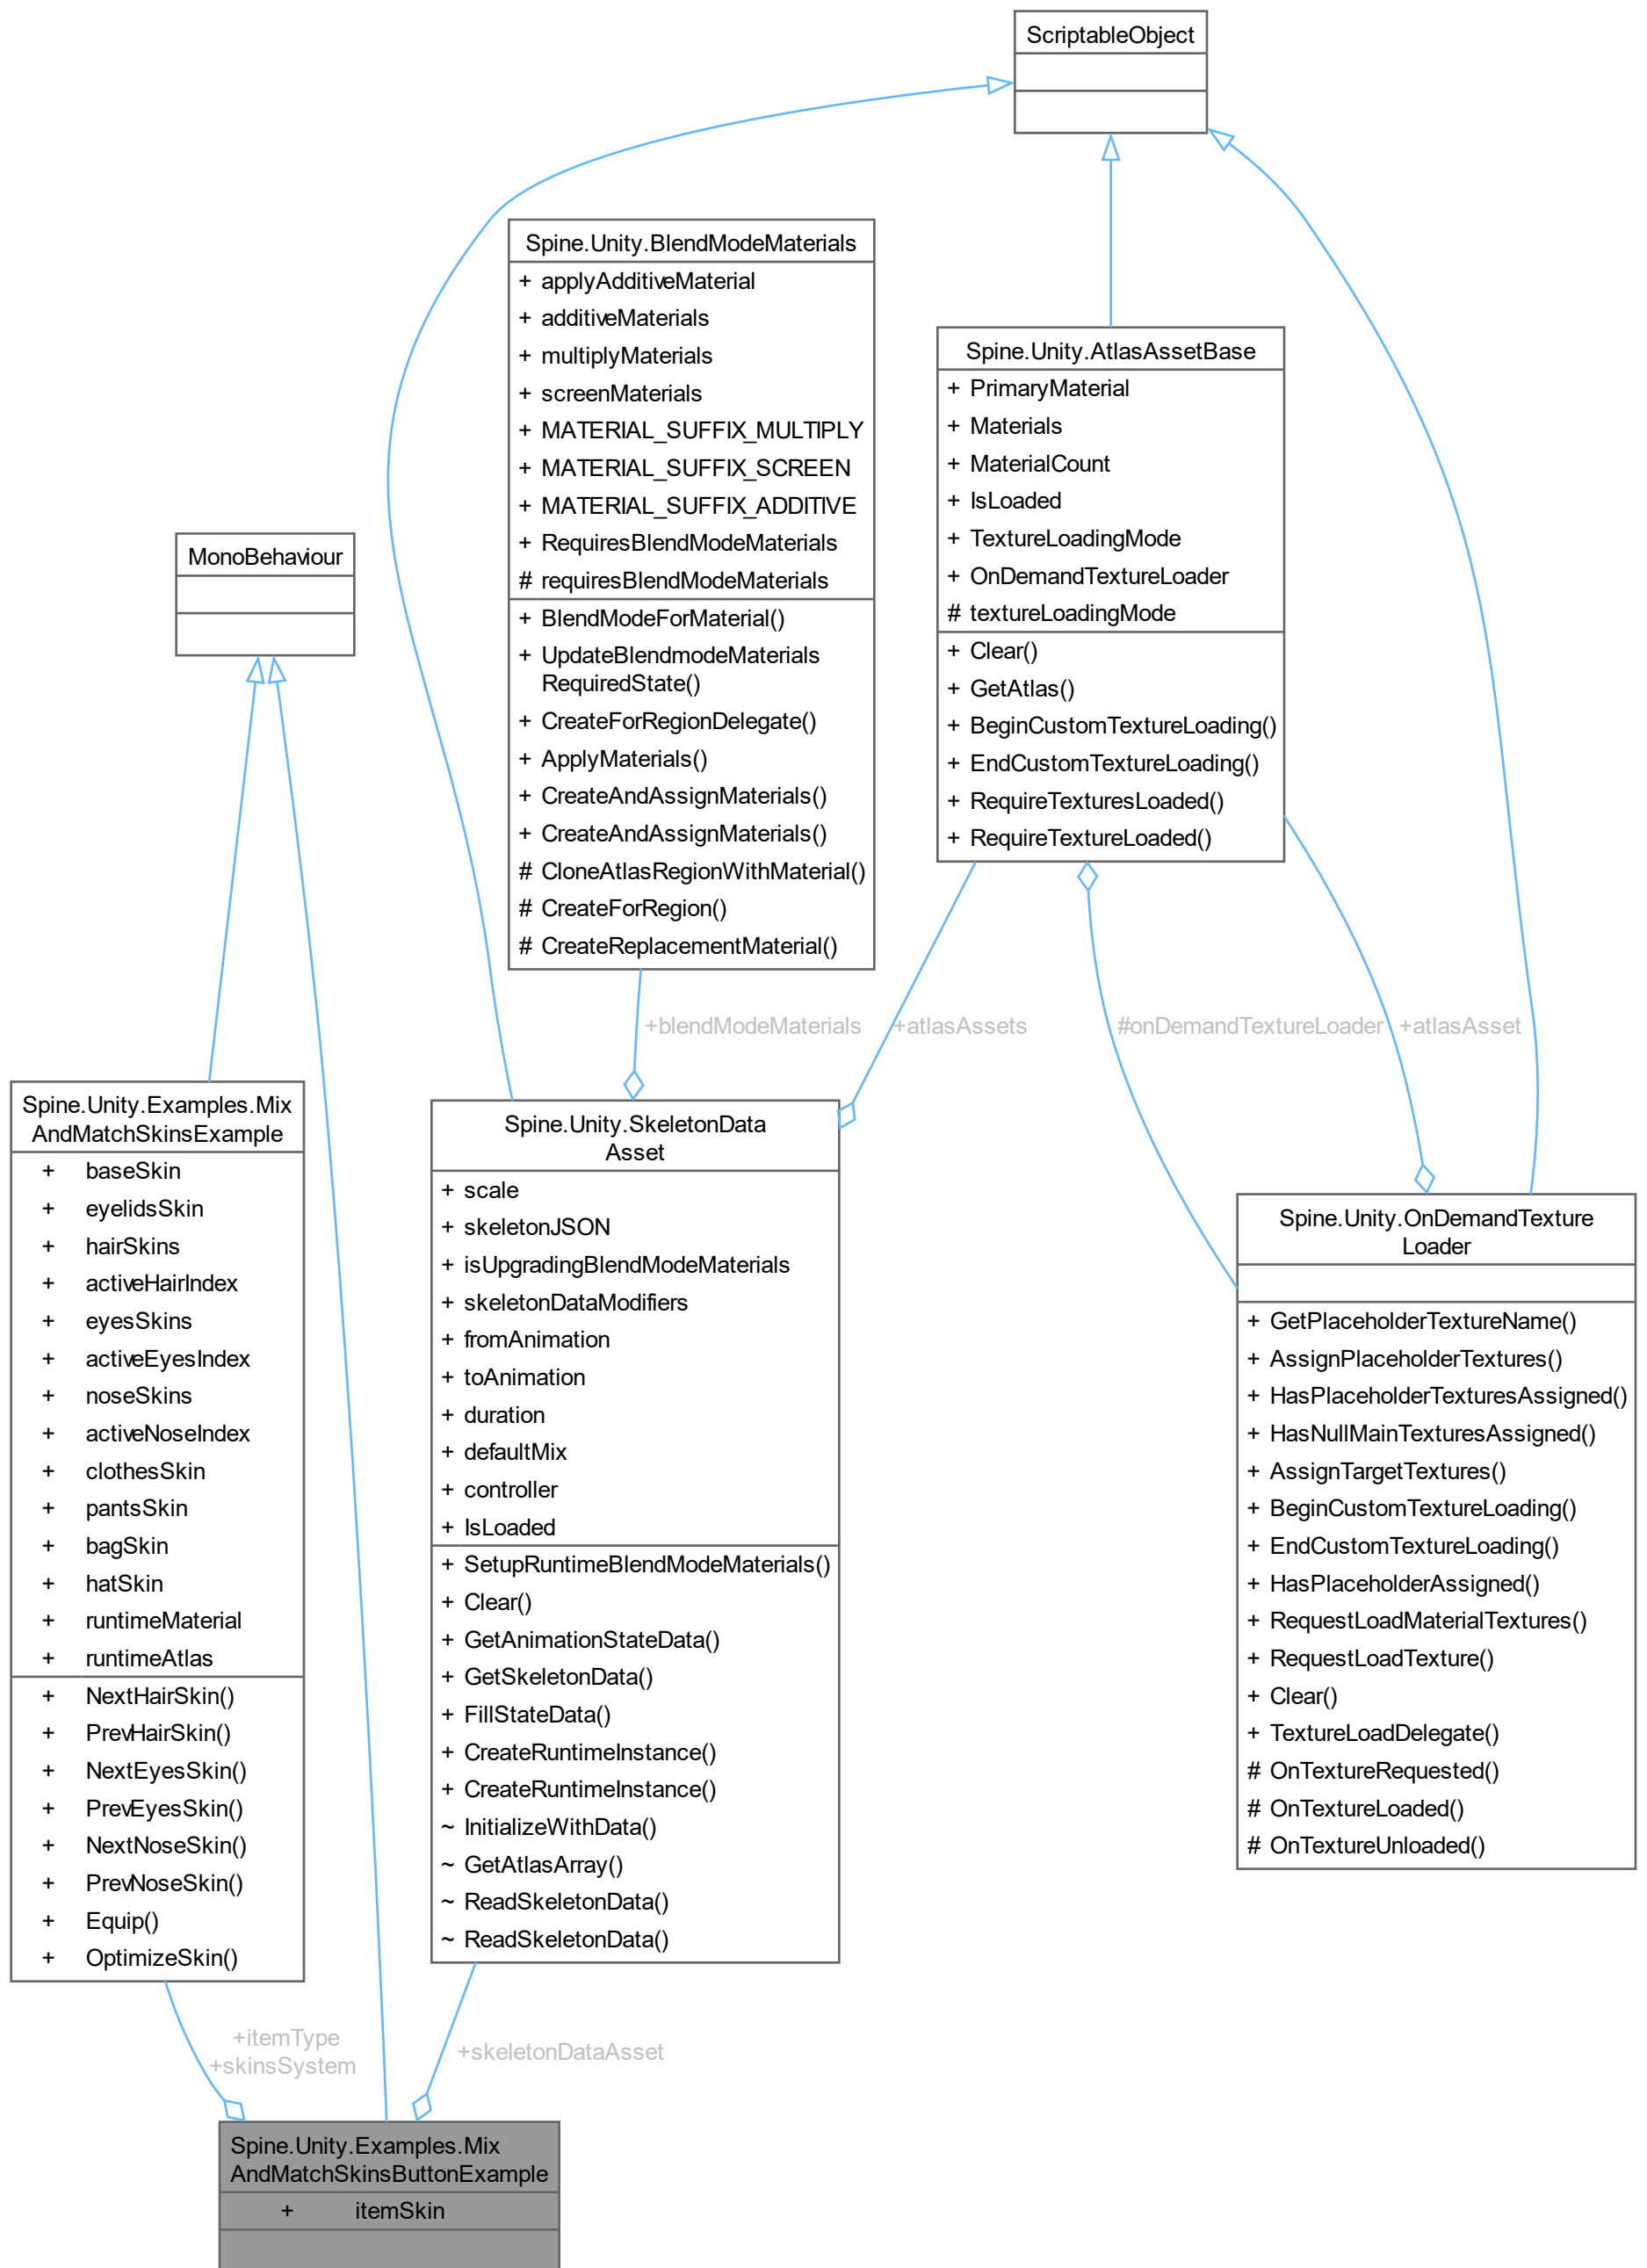 ScriptableObject
Spine.Unity.BlendModeMaterials
+ applyAdditiveMaterial
+ additiveMaterials
+ multiplyMaterials
+ screenMaterials
+ MATERIAL_SUFFIX_MULTIPLY
+ MATERIAL_SUFFIX_SCREEN
+ MATERIAL_SUFFIX_ADDITIVE
+ RequiresBlendModeMaterials
# requiresBlendModeMaterials
+ BlendModeForMaterial()
+ UpdateBlendmodeMaterials
RequiredState()
+ CreateForRegionDelegate()
+ ApplyMaterials()
+ CreateAndAssignMaterials()
+ CreateAndAssignMaterials()
# CloneAtlasRegionWithMaterial()
# CreateForRegion()
# CreateReplacementMaterial()
Spine.Unity.AtlasAssetBase
+ PrimaryMaterial
+ Materials
+ MaterialCount
+ IsLoaded
+ TextureLoadingMode
+ OnDemandTextureLoader
# textureLoadingMode
+ Clear()
+ GetAtlas()
+ BeginCustomTextureLoading()
+ EndCustomTextureLoading()
+ RequireTexturesLoaded()
+ RequireTextureLoaded()
MonoBehaviour
+blendModeMaterials
+atlasAssets
#onDemandTextureLoader
+atlasAsset
Spine.Unity.Examples.Mix
AndMatchSkinsExample
+ baseSkin
+ eyelidsSkin
+ hairSkins
+ activeHairIndex
+ eyesSkins
+ activeEyesIndex
+ noseSkins
+ activeNoseIndex
+ clothesSkin
+ pantsSkin
+ bagSkin
+ hatSkin
+ runtimeMaterial
+ runtimeAtlas
+ NextHairSkin()
+ PrevHairSkin()
+ NextEyesSkin()
+ PrevEyesSkin()
+ NextNoseSkin()
+ PrevNoseSkin()
+ Equip()
+ OptimizeSkin()
Spine.Unity.SkeletonData
Asset
+ scale
+ skeletonJSON
+ isUpgradingBlendModeMaterials
+ skeletonDataModifiers
+ fromAnimation
+ toAnimation
+ duration
+ defaultMix
+ controller
+ IsLoaded
+ SetupRuntimeBlendModeMaterials()
+ Clear()
+ GetAnimationStateData()
+ GetSkeletonData()
+ FillStateData()
+ CreateRuntimeInstance()
+ CreateRuntimeInstance()
~ InitializeWithData()
~ GetAtlasArray()
~ ReadSkeletonData()
~ ReadSkeletonData()
Spine.Unity.OnDemandTexture
Loader
+ GetPlaceholderTextureName()
+ AssignPlaceholderTextures()
+ HasPlaceholderTexturesAssigned()
+ HasNullMainTexturesAssigned()
+ AssignTargetTextures()
+ BeginCustomTextureLoading()
+ EndCustomTextureLoading()
+ HasPlaceholderAssigned()
+ RequestLoadMaterialTextures()
+ RequestLoadTexture()
+ Clear()
+ TextureLoadDelegate()
# OnTextureRequested()
# OnTextureLoaded()
# OnTextureUnloaded()
+itemType
+skinsSystem
+skeletonDataAsset
Spine.Unity.Examples.Mix
AndMatchSkinsButtonExample
+ itemSkin